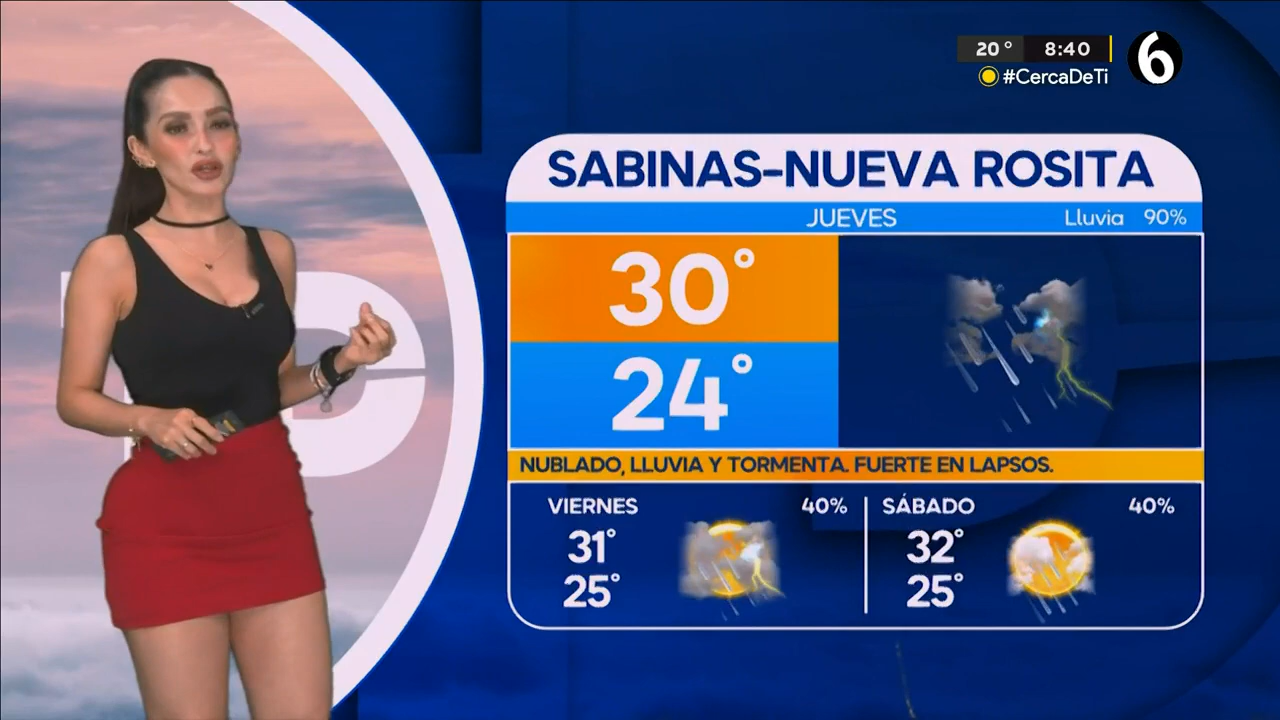 20° 8:40
#CercaDeTi
6
SABINAS-NUEVA ROSITA
JUEVES Lluvia 90%
30°
24°
NUBLADO, LLUVIA Y TORMENTA. FUERTE EN LAPSOS.
VIERNES 40% SÁBADO 40%
31° 32°
25° 25°